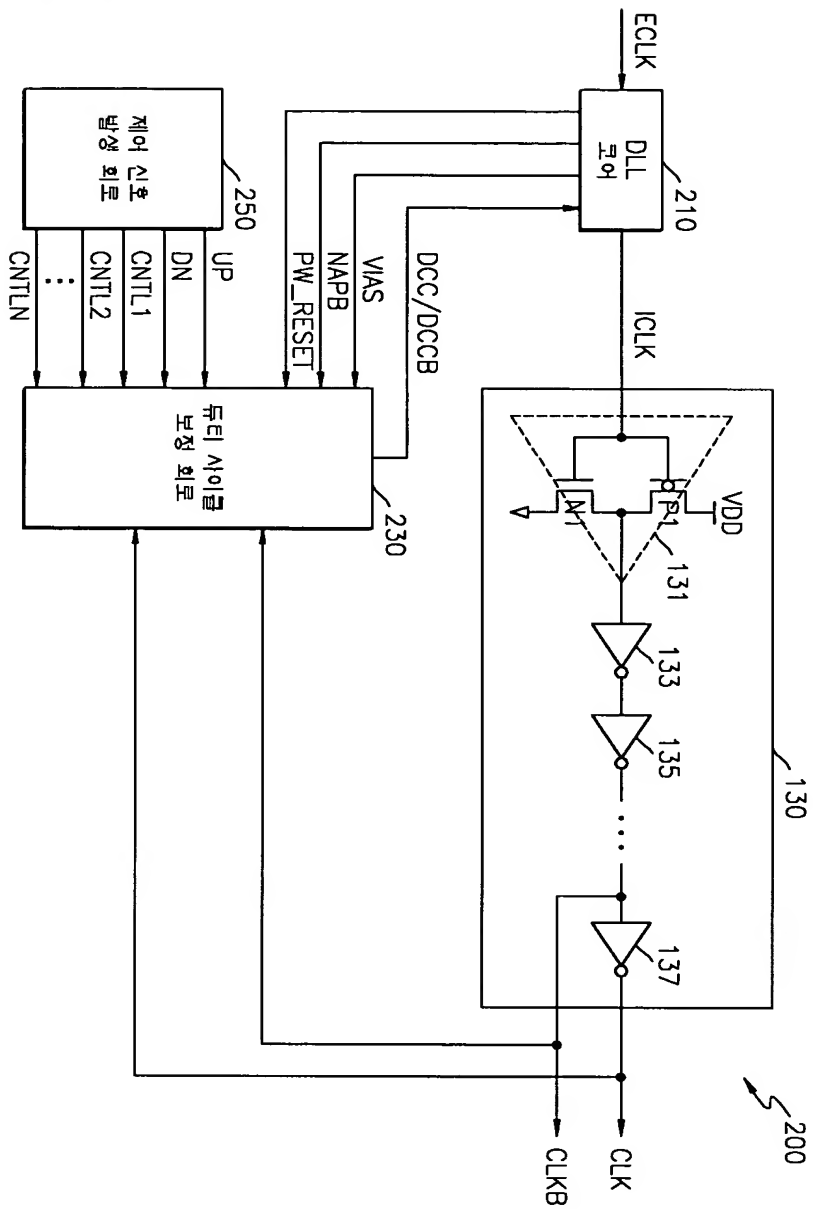 200
ECLK
DLL
코어
210
ICLK
130
VDD
P1
N1
131
133
135
....
137
CLK
CLKB
DCC/DCCB
VIAS
NAPB
PW_RESET
제어 신호
발생 회로
250
UP
DN
CNTL1
CNTL2
⋮
CNTLN
듀티 사이클
보정 회로
230